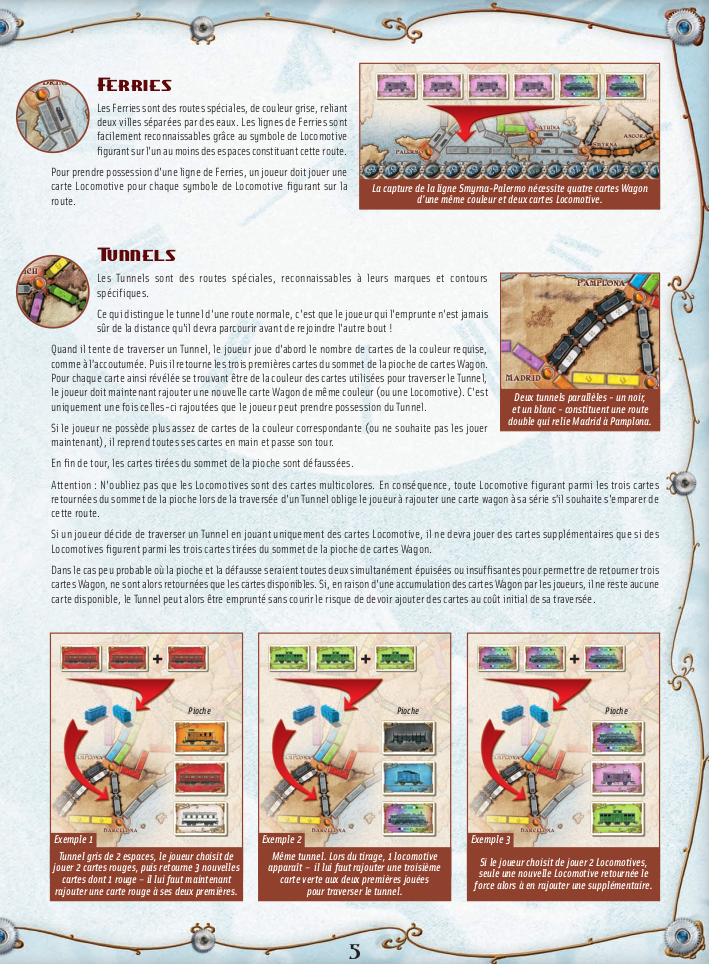 Ferries
Les Ferries sont des routes spéciales, de couleur grise, reliant
deux villes séparées par des eaux. Les lignes de Ferries sont
facilement reconnaissables grâce au symbole de Locomotive
figurant sur l'un au moins des espaces constituant cette route.
Pour prendre possession d'une ligne de Ferries, un joueur doit jouer une
carte Locomotive pour chaque symbole de Locomotive figurant sur la
route.
PALERMO
SMYRNA
La capture de la ligne Smyrna-Palermo nécessite quatre cartes Wagon
d'une même couleur et deux cartes Locomotive.
Tunnels
Les Tunnels sont des routes spéciales, reconnaissables à leurs marques et contours
spécifiques.
Ce qui distingue le tunnel d'une route normale, c'est que le joueur qui l'emprunte n'est jamais
sûr de la distance qu'il devra parcourir avant de rejoindre l'autre bout !
Quand il tente de traverser un Tunnel, le joueur joue d'abord le nombre de cartes de la couleur requise,
comme à l'accoutumée. Puis il retourne les trois premières cartes du sommet de la pioche de cartes Wagon.
Pour chaque carte ainsi révélée se trouvant être de la couleur des cartes utilisées pour traverser le Tunnel,
le joueur doit maintenant rajouter une nouvelle carte Wagon de même couleur (ou une Locomotive). C'est
uniquement une fois celles-ci rajoutées que le joueur peut prendre possession du Tunnel.
Si le joueur ne possède plus assez de cartes de la couleur correspondante (ou ne souhaite pas les jouer
maintenant), il reprend toutes ses cartes en main et passe son tour.
En fin de tour, les cartes tirées du sommet de la pioche sont défaussées.
PAMPLONA
MADRID
Deux tunnels parallèles - un noir,
et un blanc - constituent une route
double qui relie Madrid à Pamplona.
Attention : N'oubliez pas que les Locomotives sont des cartes multicolores. En conséquence, toute Locomotive figurant parmi les trois cartes
retournées du sommet de la pioche lors de la traversée d'un Tunnel oblige le joueur à rajouter une carte wagon à sa série s'il souhaite s'emparer de
cette route.
Si un joueur décide de traverser un Tunnel en jouant uniquement des cartes Locomotive, il ne devra jouer des cartes supplémentaires que si des
Locomotives figurent parmi les trois cartes tirées du sommet de la pioche de cartes Wagon.
Dans le cas peu probable où la pioche et la défausse seraient toutes deux simultanément épuisées ou insuffisantes pour permettre de retourner trois
cartes Wagon, ne sont alors retournées que les cartes disponibles. Si, en raison d'une accumulation des cartes Wagon par les joueurs, il ne reste aucune
carte disponible, le Tunnel peut alors être emprunté sans courir le risque de devoir ajouter des cartes au coût initial de sa traversée.
+
Pioche
BARCELONA
Exemple 1
Tunnel gris de 2 espaces, le joueur choisit de
jouer 2 cartes rouges, puis retourne 3 nouvelles
cartes dont 1 rouge – il lui faut maintenant
rajouter une carte rouge à ses deux premières.
+
Pioche
BARCELONA
Exemple 2
Même tunnel. Lors du tirage, 1 locomotive
apparaît – il lui faut rajouter une troisième
carte verte aux deux premières jouées
pour traverser le tunnel.
+
Pioche
BARCELONA
Exemple 3
Si le joueur choisit de jouer 2 Locomotives,
seule une nouvelle Locomotive retournée le
force alors à en rajouter une supplémentaire.
5